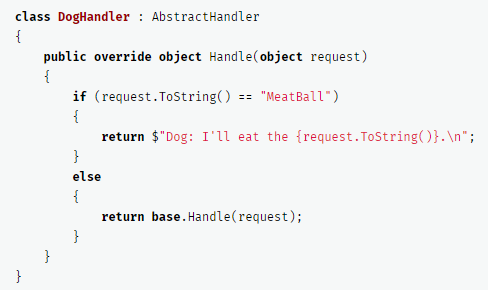 class DogHandler : AbstractHandler
{
    public override object Handle(object request)
    {
        if (request.ToString() == "MeatBall")
        {
            return $"Dog: I'll eat the {request.ToString()}.\n";
        }
        else
        {
            return base.Handle(request);
        }
    }
}